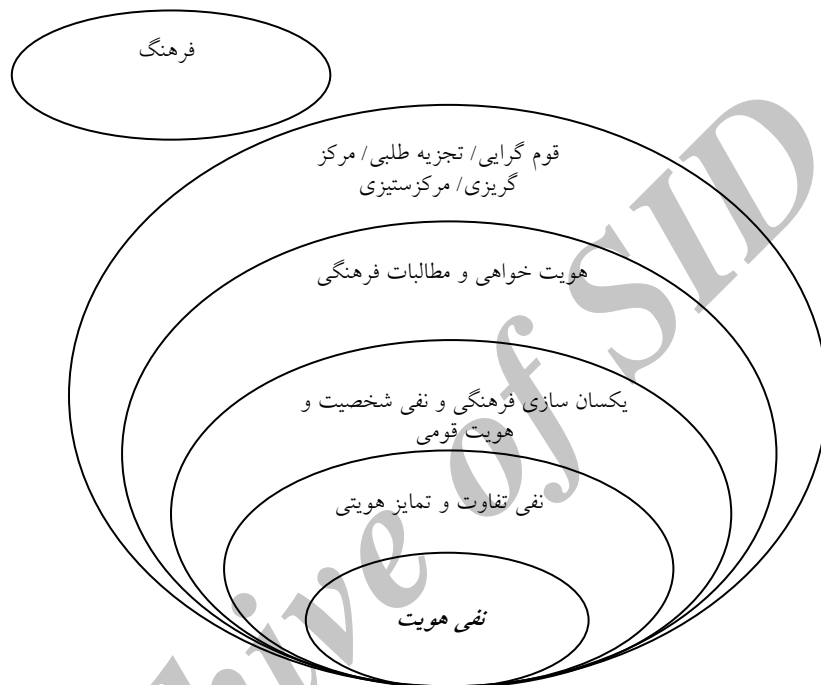 فرهنگ
قوم گرایی/ تجزیه طلبی/ مرکز
گریزی/ مرکزستیزی
هویت خواهی و مطالبات فرهنگی
یکسان سازی فرهنگی و نفی شخصیت و
هویت قومی
نفی تفاوت و تمایز هویتی
نفی هویت
hive of SID